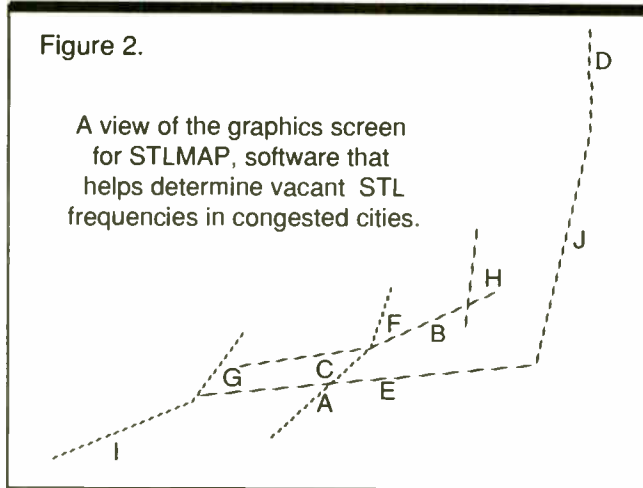 Figure 2.
A view of the graphics screen
for STLMAP, software that
helps determine vacant STL
frequencies in congested cities.
D
J
H
F
B
C
G
A
E
I